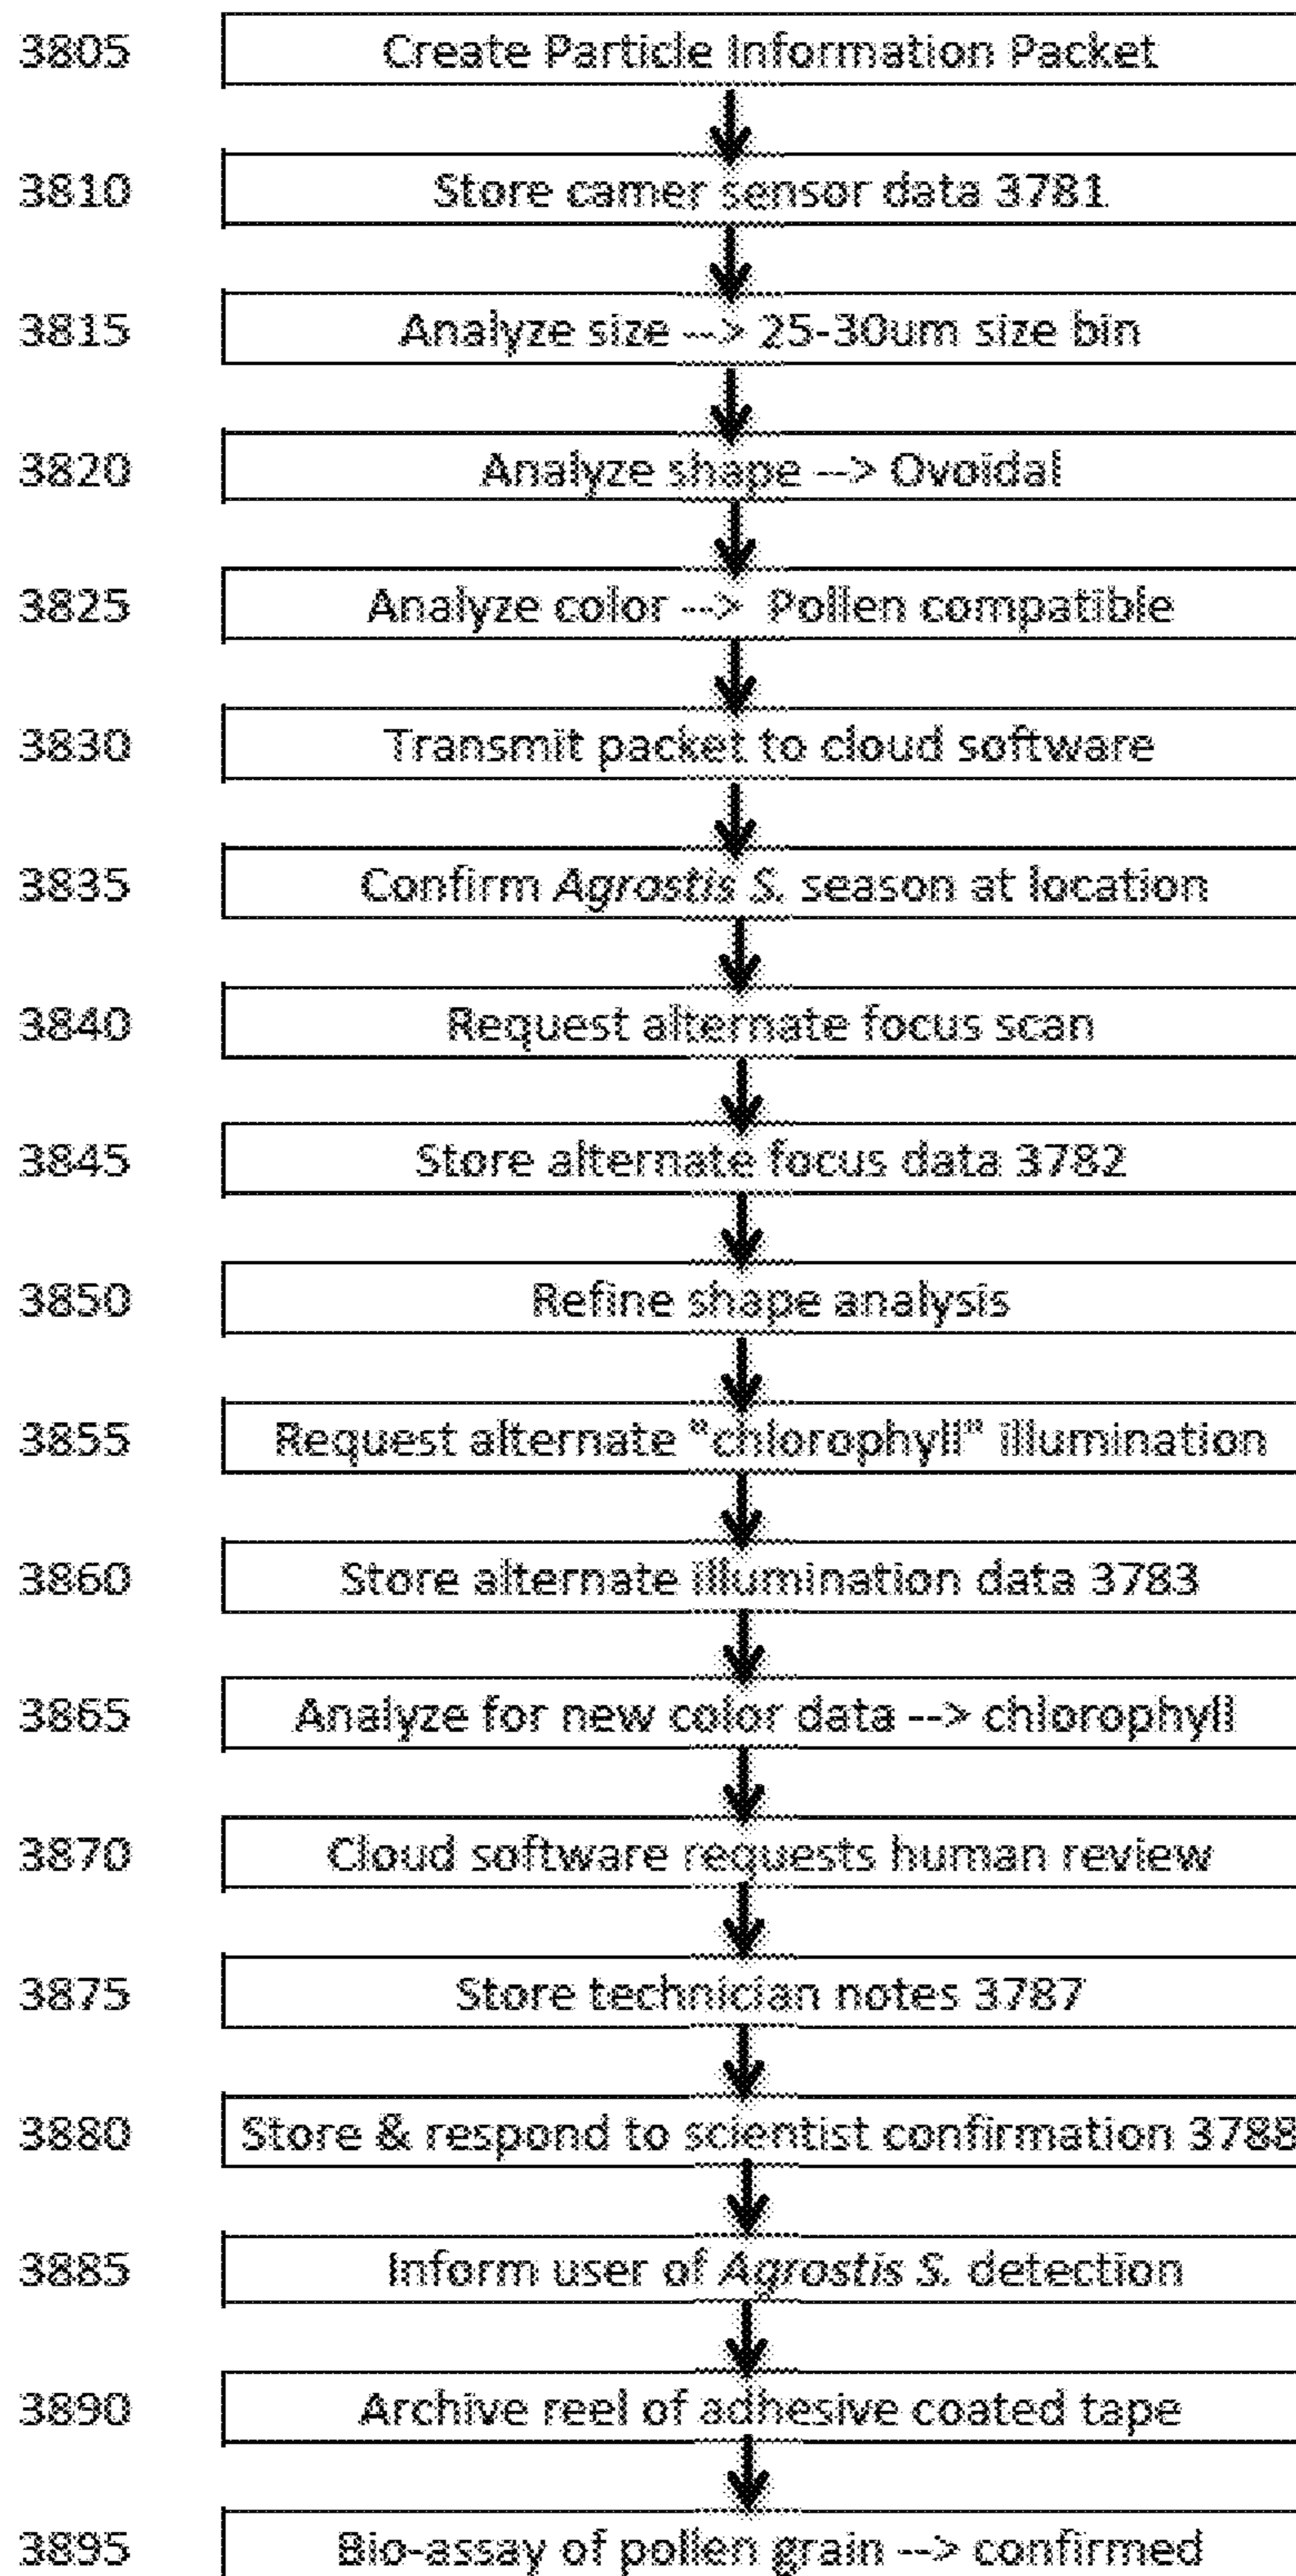 3805 Create Particle Information Packet
3810 Store camer sensor data 3781
3815 Analyze size --> 25-30um size bin
3820 Analyze shape --> Ovoidal
3825 Analyze color --> Pollen compatible
3830 Transmit packet to cloud software
3835 Confirm Agrostis S. season at location
3840 Request alternate focus scan
3845 Store alternate focus data 3782
3850 Refine shape analysis
3855 Request alternate "chlorophyll" illumination
3860 Store alternate illumination data 3783
3865 Analyze for new color data --> chlorophyll
3870 Cloud software requests human review
3875 Store technician notes 3787
3880 Store & respond to scientist confirmation 3788
3885 Inform user of Agrostis S. detection
3890 Archive reel of adhesive coated tape
3895 Bio-assay of pollen grain --> confirmed